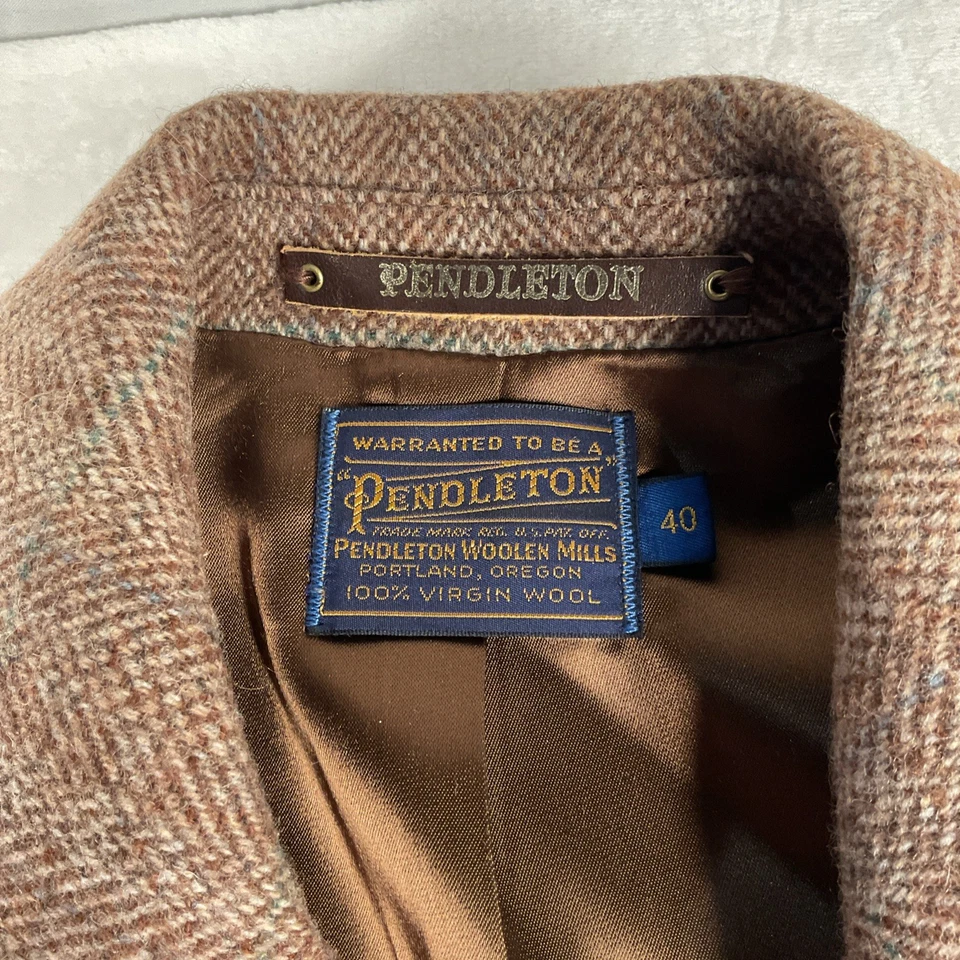 PENDLETON
WARRANTED TO BE A
"PENDLETON"
TRADE MARK REG. U.S. PAT. OFF.
PENDLETON WOOLEN MILLS
PORTLAND, OREGON
100% VIRGIN WOOL
40